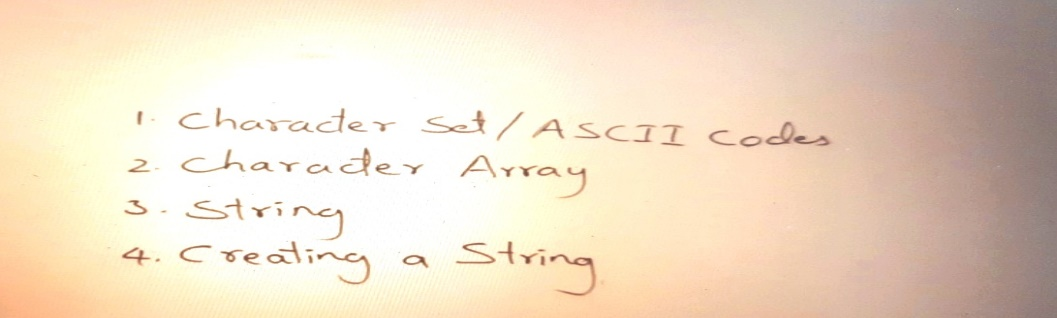 1. Character Set / ASCII Codes
2. Character Array
3. String
4. Creating a String